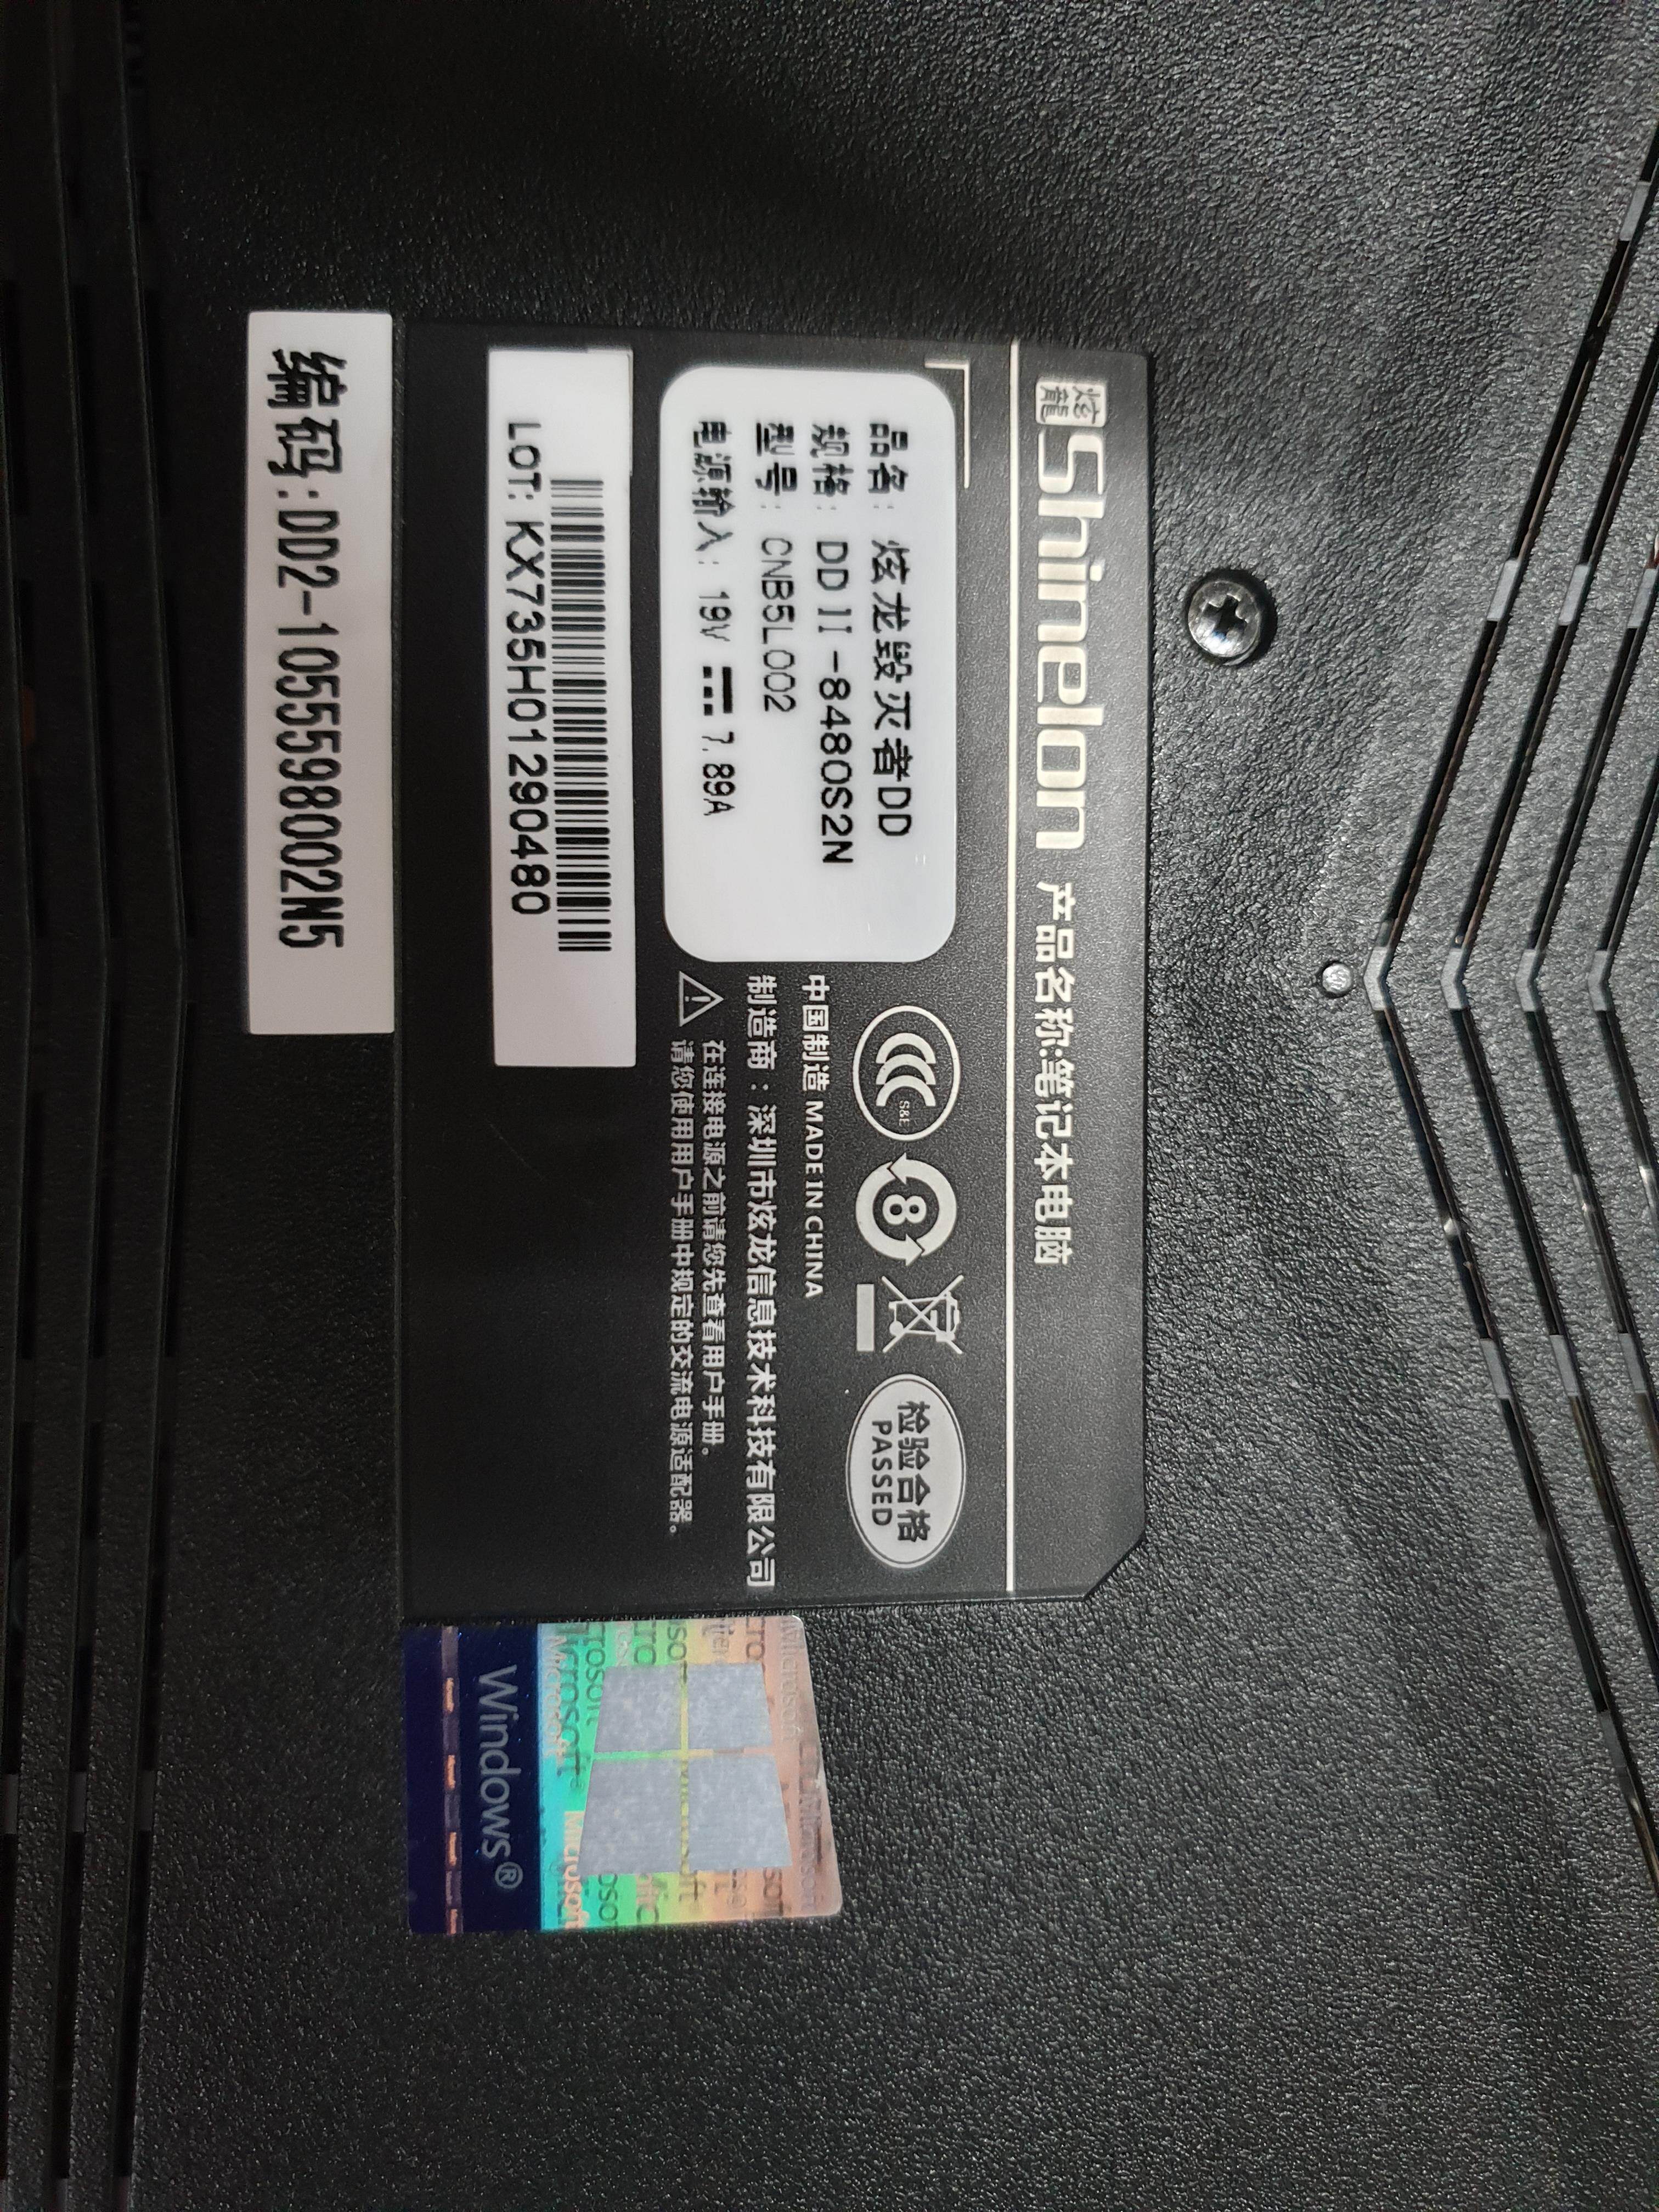 炫龍 Shinelon 产品名称:笔记本电脑
品名: 炫龙毁灭者DD
规格: DD II-8480S2N
型号: CNB5L002
电源输入: 19V 7.89A
S&E
8
检验合格
PASSED
中国制造 MADE IN CHINA
制造商:深圳市炫龙信息技术科技有限公司
在连接电源之前请您先查看用户手册。
请您使用用户手册中规定的交流电源适配器。
LOT: KX735H01290480
编码:DD2-1055598002N5
Microsoft
Windows®